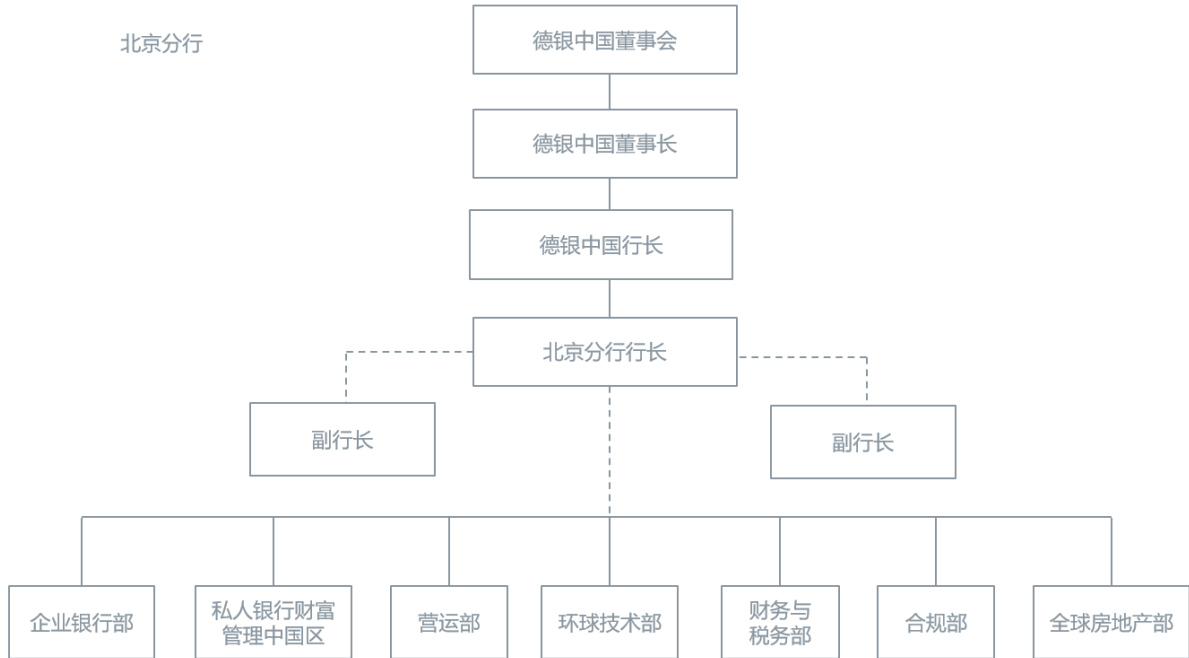 北京分行
德银中国董事会
德银中国董事长
德银中国行长
北京分行行长
副行长
副行长
企业银行部
私人银行财富
管理中国区
营运部
环球技术部
财务与
税务部
合规部
全球房地产部